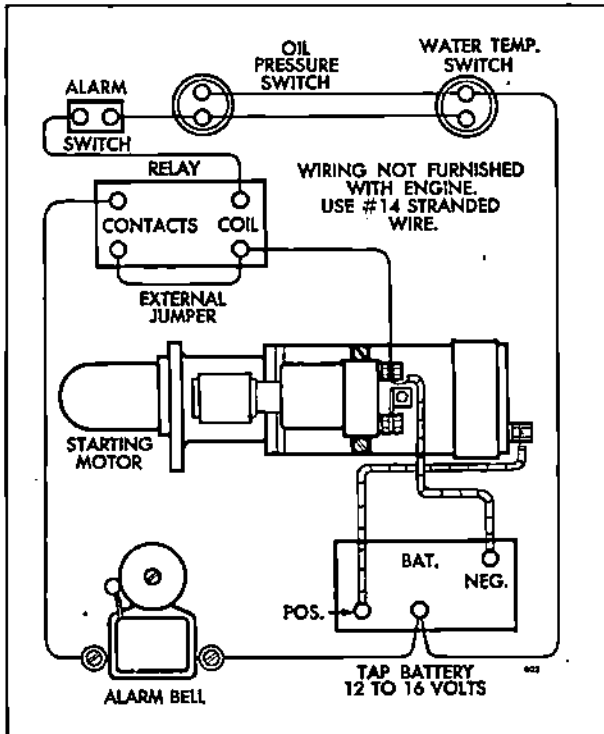 OIL
PRESSURE
SWITCH
WATER TEMP.
SWITCH
ALARM
SWITCH
RELAY
WIRING NOT FURNISHED
WITH ENGINE.
USE #14 STRANDED
WIRE.
CONTACTS COIL
EXTERNAL
JUMPER
STARTING
MOTOR
BAT.
NEG.
POS.
TAP BATTERY
12 TO 16 VOLTS
ALARM BELL